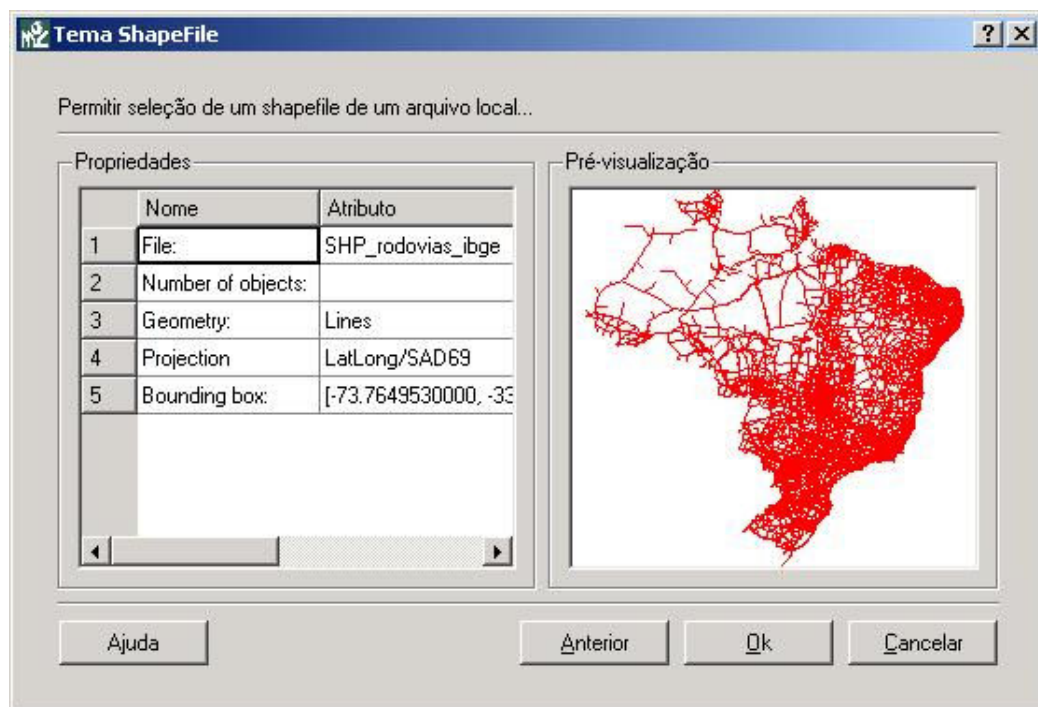 Tema ShapeFile
Permitir seleção de um shapefile de um arquivo local...
Propriedades
Nome Atributo
1 File: SHP_rodovias_ibge
2 Number of objects:
3 Geometry: Lines
4 Projection LatLong/SAD69
5 Bounding box: [-73.7649530000, -33
Pré-visualização
Ajuda Anterior Ok Cancelar